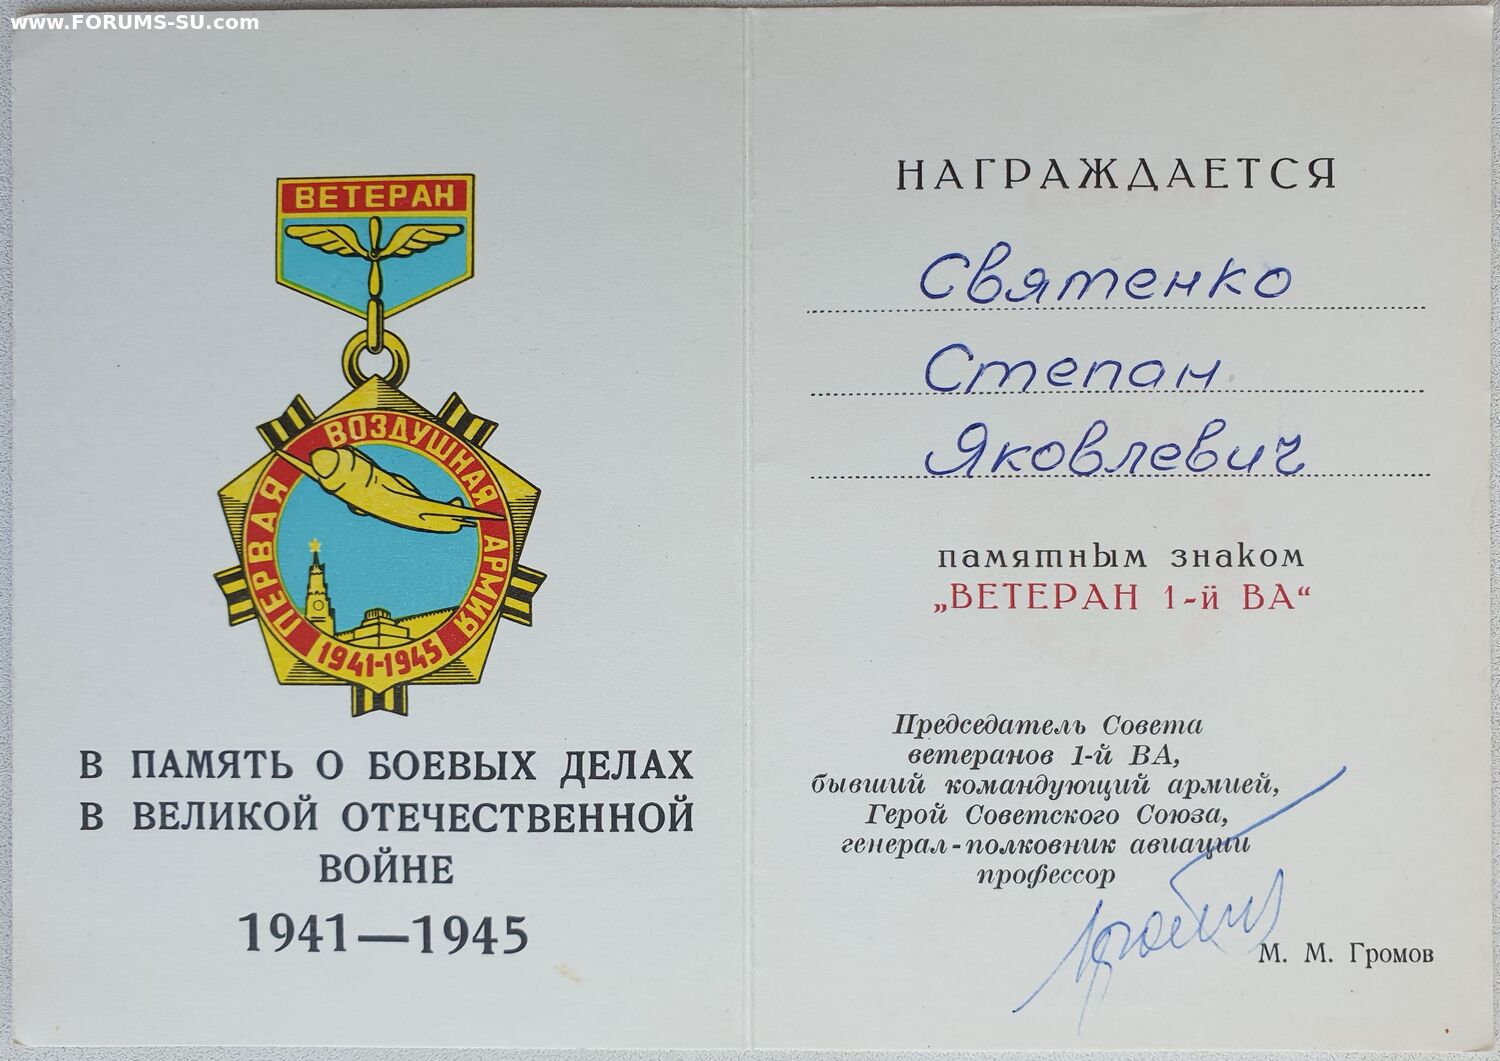 www.FORUMS-SU.com
ВЕТЕРАН
ПЕРВАЯ ВОЗДУШНАЯ АРМИЯ
1941-1945
В ПАМЯТЬ О БОЕВЫХ ДЕЛАХ
В ВЕЛИКОЙ ОТЕЧЕСТВЕННОЙ
ВОЙНЕ
1941—1945
НАГРАЖДАЕТСЯ
Святенко
Степан
Яковлевич
памятным знаком
„ВЕТЕРАН 1-й ВА“
Председатель Совета
ветеранов 1-й ВА,
бывший командующий армией,
Герой Советского Союза,
генерал-полковник авиации
профессор
М. М. Громов